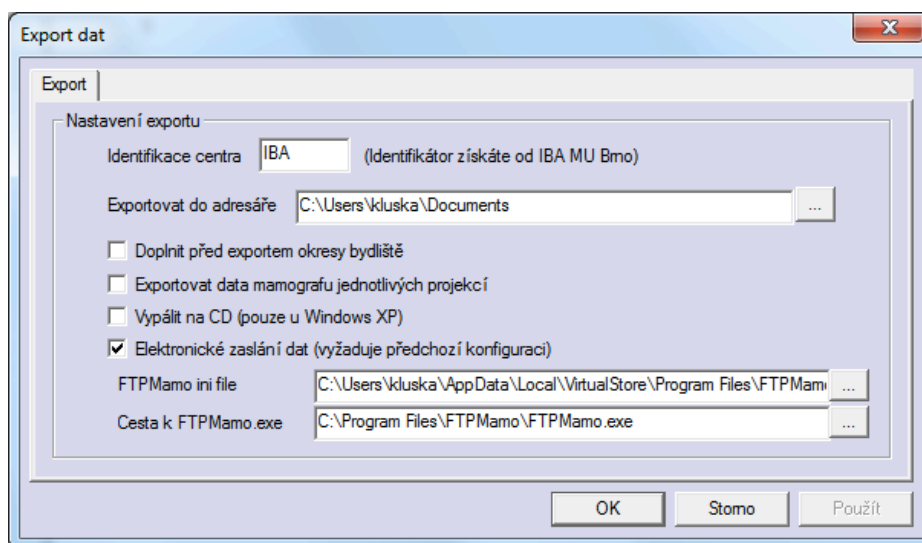 Export dat
Export
Nastavení exportu
Identifikace centra IBA (Identifikátor získáte od IBA MU Brno)
Exportovat do adresáře C:\Users\kluska\Documents ...
Doplnit před exportem okresy bydliště
Exportovat data mamografu jednotlivých projekcí
Vypálit na CD (pouze u Windows XP)
Elektronické zaslání dat (vyžaduje předchozí konfiguraci)
FTPMamo ini file C:\Users\kluska\AppData\Local\VirtualStore\Program Files\FTPMamo ...
Cesta k FTPMamo.exe C:\Program Files\FTPMamo\FTPMamo.exe ...
OK Storno Použít